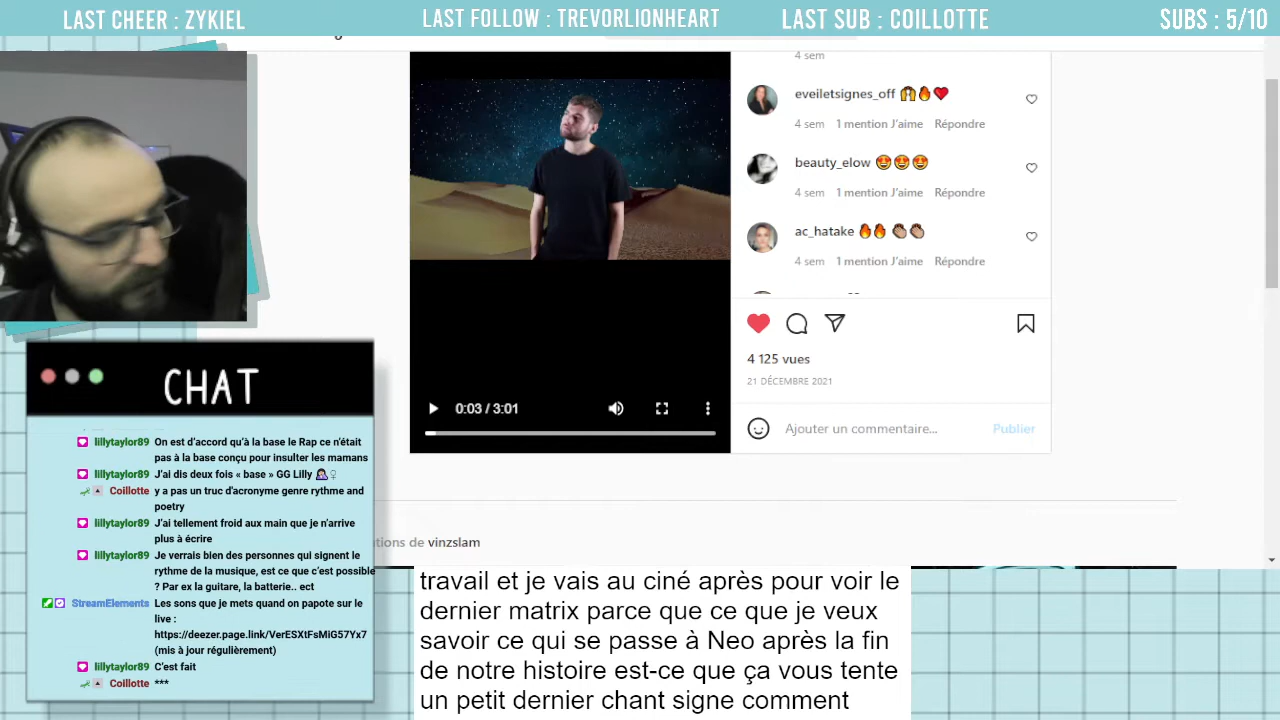 LAST CHEER : ZYKIEL
LAST FOLLOW : TREVORLIONHEART
LAST SUB : COILLOTTE
SUBS : 5/10
4 sem
eveiletsignes_off 🙀🔥❤️
4 sem 1 mention J’aime Répondre
beauty_elow 😍😍😍
4 sem 1 mention J’aime Répondre
ac_hatake 🔥🔥 👏🏽👏🏽
4 sem 1 mention J’aime Répondre
4 125 vues
21 DÉCEMBRE 2021
0:03 / 3:01
Ajouter un commentaire... Publier
CHAT
lillytaylor89 On est d’accord qu’à la base le Rap ce n’était
pas à la base conçu pour insulter les mamans
lillytaylor89 J’ai dis deux fois « base » GG Lilly 🤦🏻‍♀
Coillotte y a pas un truc d'acronyme genre rythme and
poetry
lillytaylor89 J’ai tellement froid aux main que je n’arrive
plus à écrire
lillytaylor89 Je verrais bien des personnes qui signent le
rythme de la musique, est ce que c’est possible
? Par ex la guitare, la batterie.. ect
StreamElements Les sons que je mets quand on papote sur le
live :
https://deezer.page.link/VerESXtFsMiG57Yx7
(mis à jour régulièrement)
lillytaylor89 C’est fait
Coillotte ***
tions de vinzslam
travail et je vais au ciné après pour voir le
dernier matrix parce que ce que je veux
savoir ce qui se passe à Neo après la fin
de notre histoire est-ce que ça vous tente
un petit dernier chant signe comment